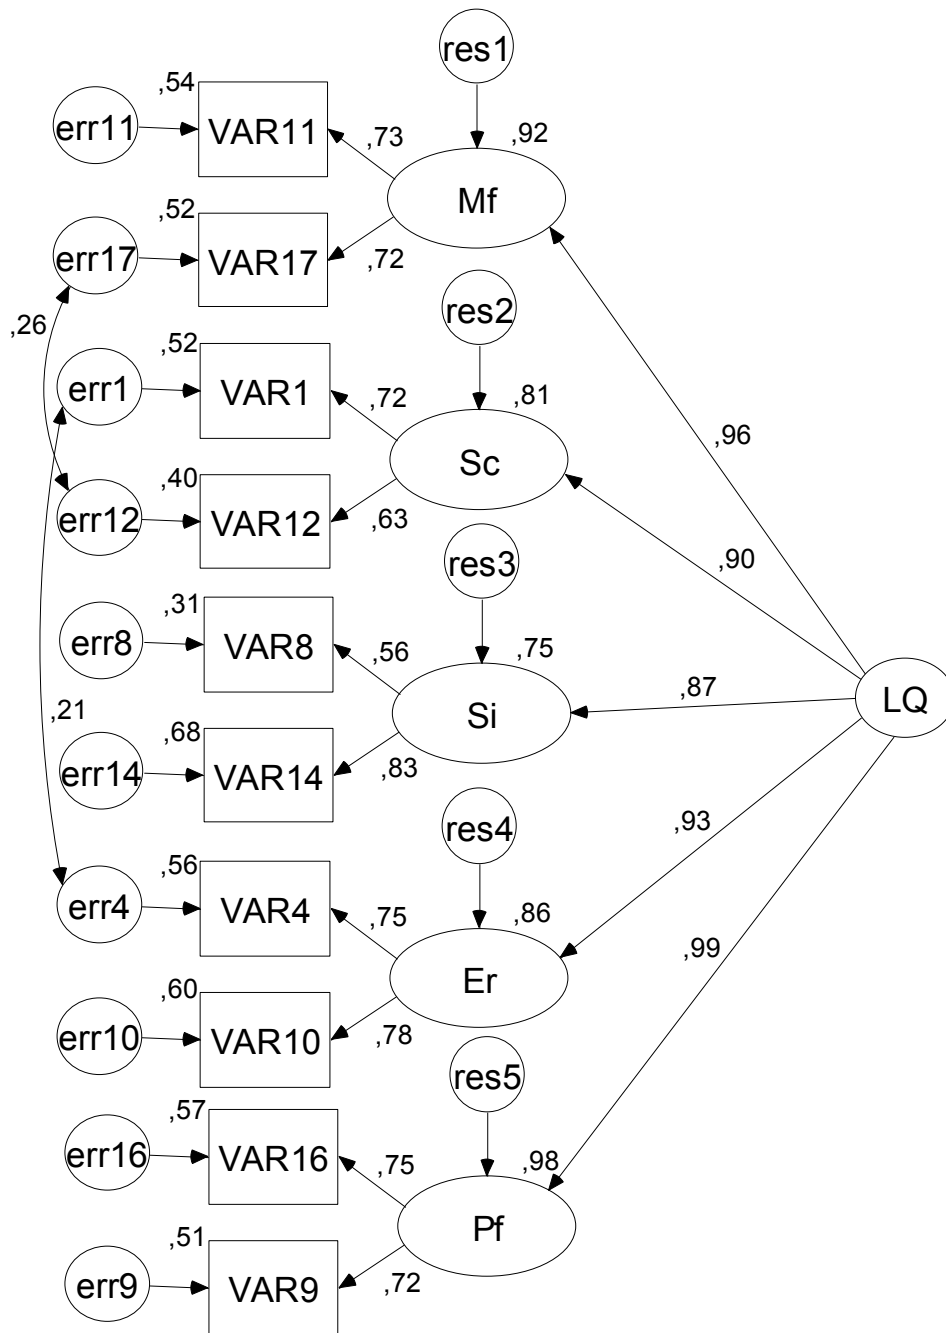 res1
,54
err11
VAR11
,73
,92
Mf
,52
err17
VAR17
,72
res2
,26
,52
err1
VAR1
,72
,81
Sc
,96
,40
err12
VAR12
,63
,90
res3
,31
err8
VAR8
,56
,75
Si
,87
LQ
,21
,68
err14
VAR14
,83
res4
,93
,56
err4
VAR4
,75
,86
Er
,99
,60
err10
VAR10
,78
res5
,57
err16
VAR16
,75
,98
Pf
,51
err9
VAR9
,72